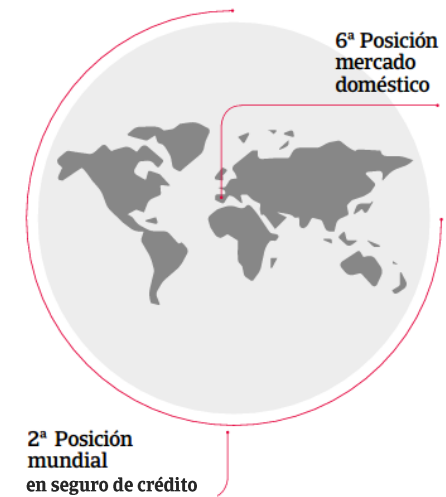 6ª Posición
mercado
doméstico
2ª Posición
mundial
en seguro de crédito